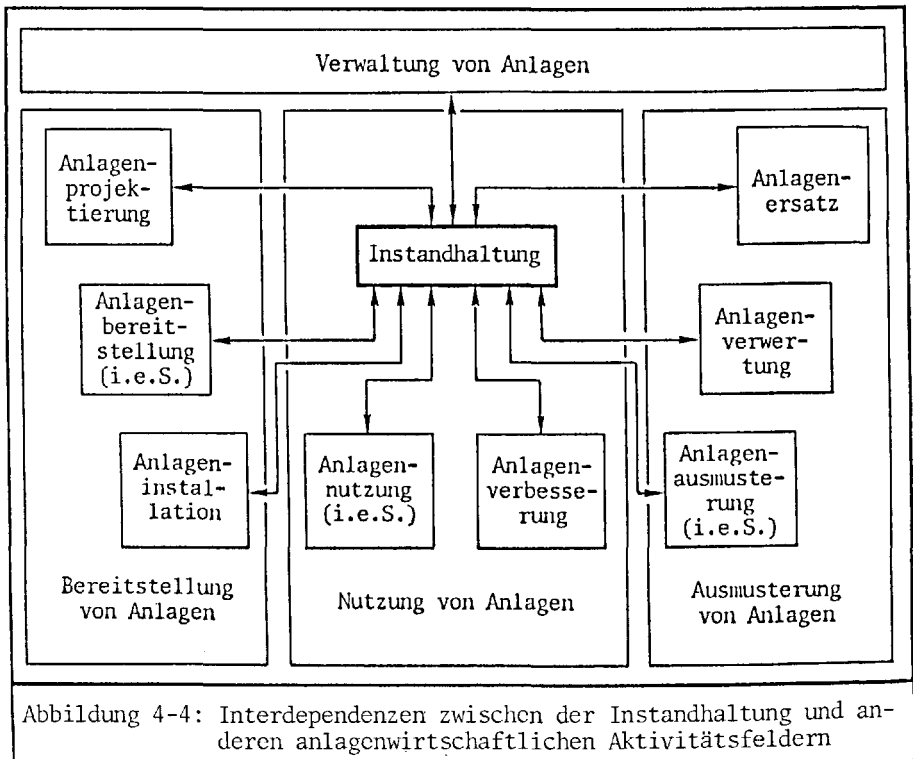 Verwaltung von Anlagen
Anlagen-
projek-
tierung
Anlagen-
bereit-
stellung
(i.e.S.)
Anlagen-
instal-
lation
Bereitstellung
von Anlagen
Instandhaltung
Anlagen-
nutzung
(i.e.S.)
Anlagen-
verbesse-
rung
Nutzung von Anlagen
Anlagen-
ersatz
Anlagen-
verwer-
tung
Anlagen-
ausmuste-
rung
(i.e.S.)
Ausmusterung
von Anlagen
Abbildung 4-4: Interdependenzen zwischen der Instandhaltung und an-
deren anlagenwirtschaftlichen Aktivitätsfeldern